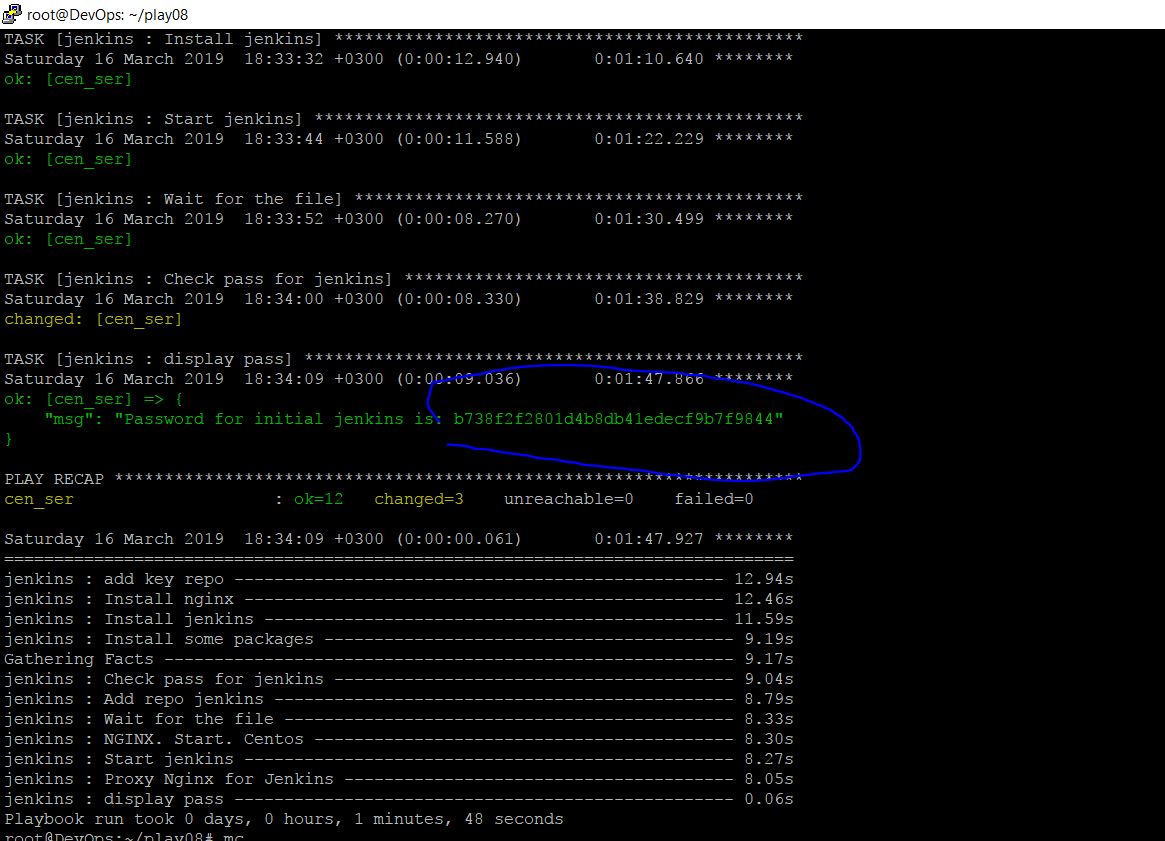 root@DevOps: ~/play08
TASK [jenkins : Install jenkins] ***********************************************
Saturday 16 March 2019  18:33:32 +0300 (0:00:12.940)       0:01:10.640 ********
ok: [cen_ser]
TASK [jenkins : Start jenkins] *************************************************
Saturday 16 March 2019  18:33:44 +0300 (0:00:11.588)       0:01:22.229 ********
ok: [cen_ser]
TASK [jenkins : Wait for the file] *********************************************
Saturday 16 March 2019  18:33:52 +0300 (0:00:08.270)       0:01:30.499 ********
ok: [cen_ser]
TASK [jenkins : Check pass for jenkins] ****************************************
Saturday 16 March 2019  18:34:00 +0300 (0:00:08.330)       0:01:38.829 ********
changed: [cen_ser]
TASK [jenkins : display pass] **************************************************
Saturday 16 March 2019  18:34:09 +0300 (0:00:09.036)       0:01:47.866 ********
ok: [cen_ser] => {
    "msg": "Password for initial jenkins is: b738f2f2801d4b8db41edecf9b7f9844"
}
PLAY RECAP *********************************************************************
cen_ser                    : ok=12   changed=3    unreachable=0    failed=0
Saturday 16 March 2019  18:34:09 +0300 (0:00:00.061)       0:01:47.927 ********
===============================================================================
jenkins : add key repo ------------------------------------------------- 12.94s
jenkins : Install nginx ------------------------------------------------ 12.46s
jenkins : Install jenkins ---------------------------------------------- 11.59s
jenkins : Install some packages ----------------------------------------- 9.19s
Gathering Facts --------------------------------------------------------- 9.17s
jenkins : Check pass for jenkins ---------------------------------------- 9.04s
jenkins : Add repo jenkins ---------------------------------------------- 8.79s
jenkins : Wait for the file --------------------------------------------- 8.33s
jenkins : NGINX. Start. Centos ------------------------------------------ 8.30s
jenkins : Start jenkins ------------------------------------------------- 8.27s
jenkins : Proxy Nginx for Jenkins --------------------------------------- 8.05s
jenkins : display pass -------------------------------------------------- 0.06s
Playbook run took 0 days, 0 hours, 1 minutes, 48 seconds
root@DevOps:~/play08# mc